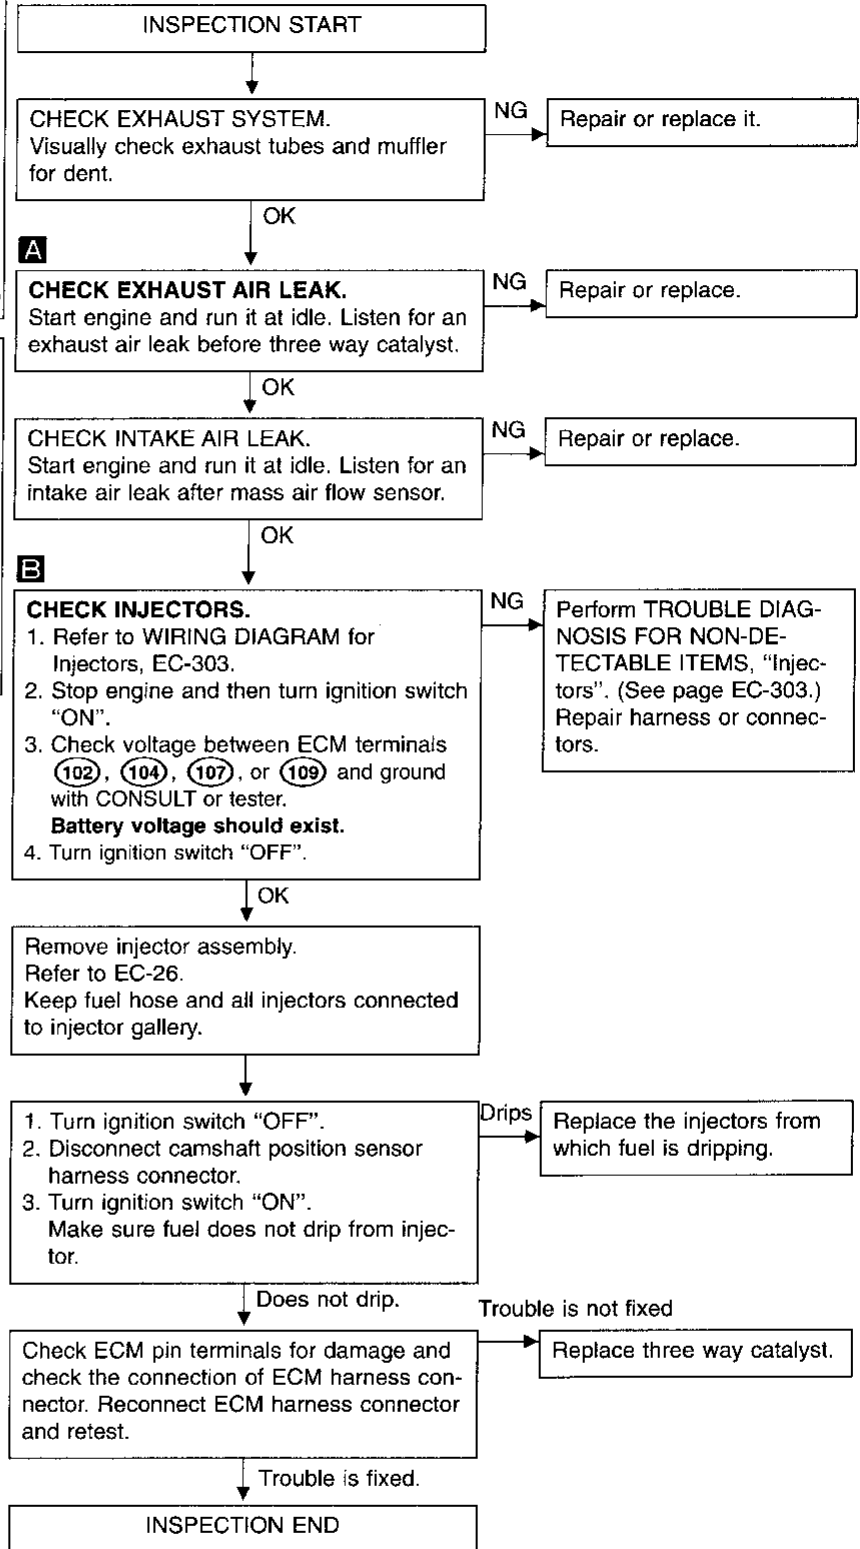 INSPECTION START
CHECK EXHAUST SYSTEM.
Visually check exhaust tubes and muffler
for dent.
NG
Repair or replace it.
OK
A
CHECK EXHAUST AIR LEAK.
Start engine and run it at idle. Listen for an
exhaust air leak before three way catalyst.
NG
Repair or replace.
OK
CHECK INTAKE AIR LEAK.
Start engine and run it at idle. Listen for an
intake air leak after mass air flow sensor.
NG
Repair or replace.
OK
B
CHECK INJECTORS.
1. Refer to WIRING DIAGRAM for
Injectors, EC-303.
2. Stop engine and then turn ignition switch
"ON".
3. Check voltage between ECM terminals
102, 104, 107, or 109 and ground
with CONSULT or tester.
Battery voltage should exist.
4. Turn ignition switch "OFF".
NG
Perform TROUBLE DIAG-
NOSIS FOR NON-DE-
TECTABLE ITEMS, "Injec-
tors". (See page EC-303.)
Repair harness or connec-
tors.
OK
Remove injector assembly.
Refer to EC-26.
Keep fuel hose and all injectors connected
to injector gallery.
1. Turn ignition switch "OFF".
2. Disconnect camshaft position sensor
harness connector.
3. Turn ignition switch "ON".
Make sure fuel does not drip from injec-
tor.
Drips
Replace the injectors from
which fuel is dripping.
Does not drip.
Check ECM pin terminals for damage and
check the connection of ECM harness con-
nector. Reconnect ECM harness connector
and retest.
Trouble is not fixed
Replace three way catalyst.
Trouble is fixed.
INSPECTION END